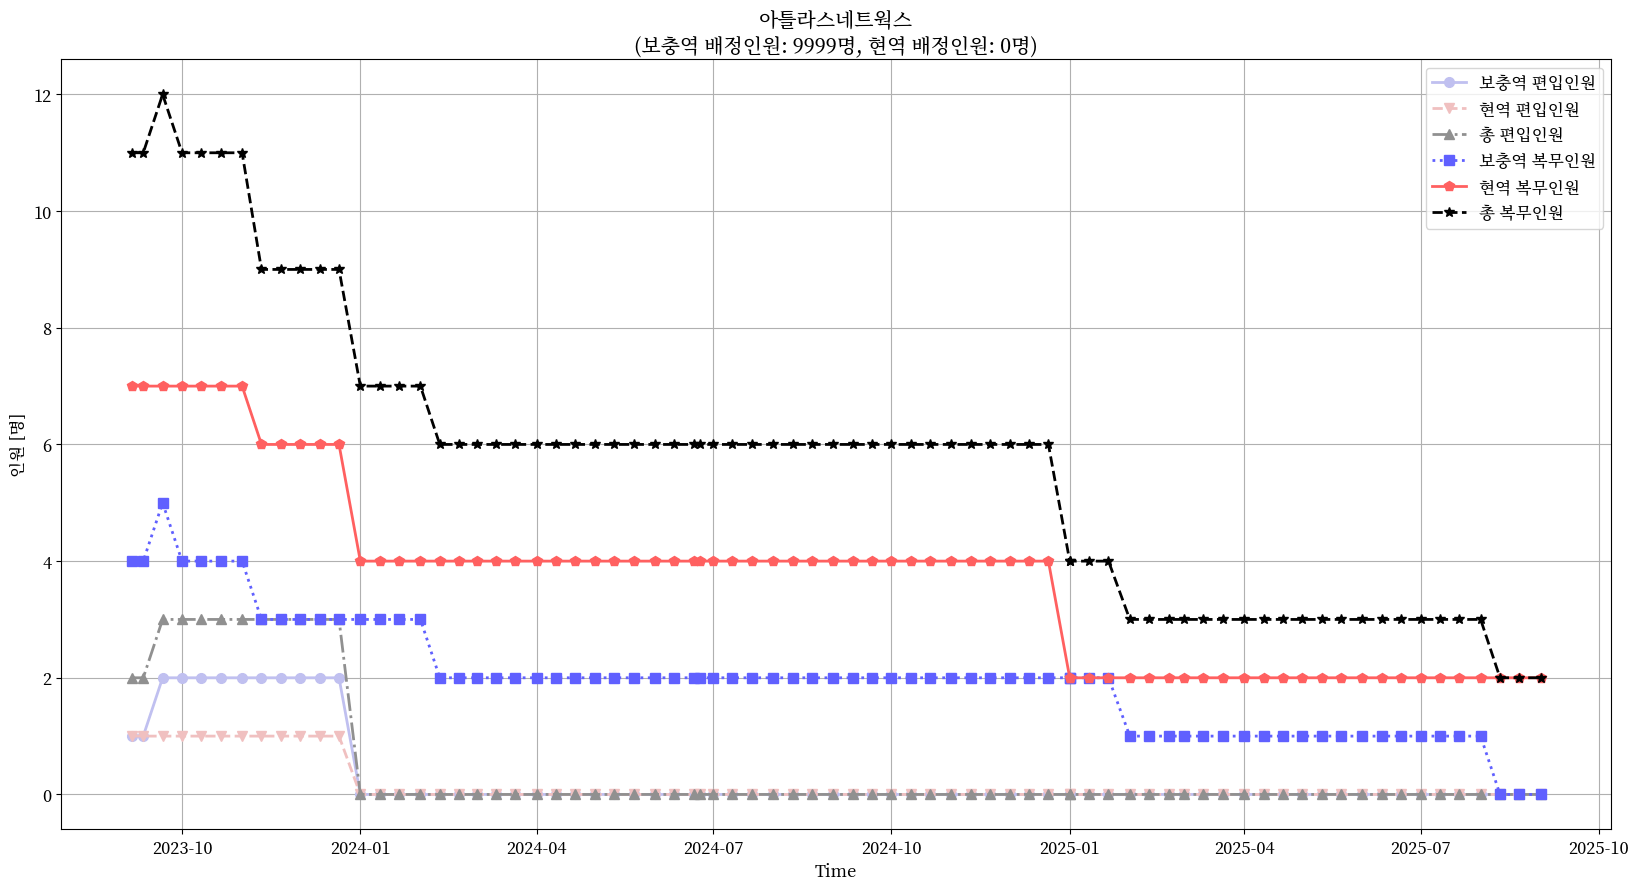 아틀라스네트웍스
(보충역 배정인원: 9999명, 현역 배정인원: 0명)
보충역 편입인원
현역 편입인원
총 편입인원
보충역 복무인원
현역 복무인원
총 복무인원
인원 [명]
12
10
8
6
4
2
0
2023-10
2024-01
2024-04
2024-07
2024-10
2025-01
2025-04
2025-07
2025-10
Time